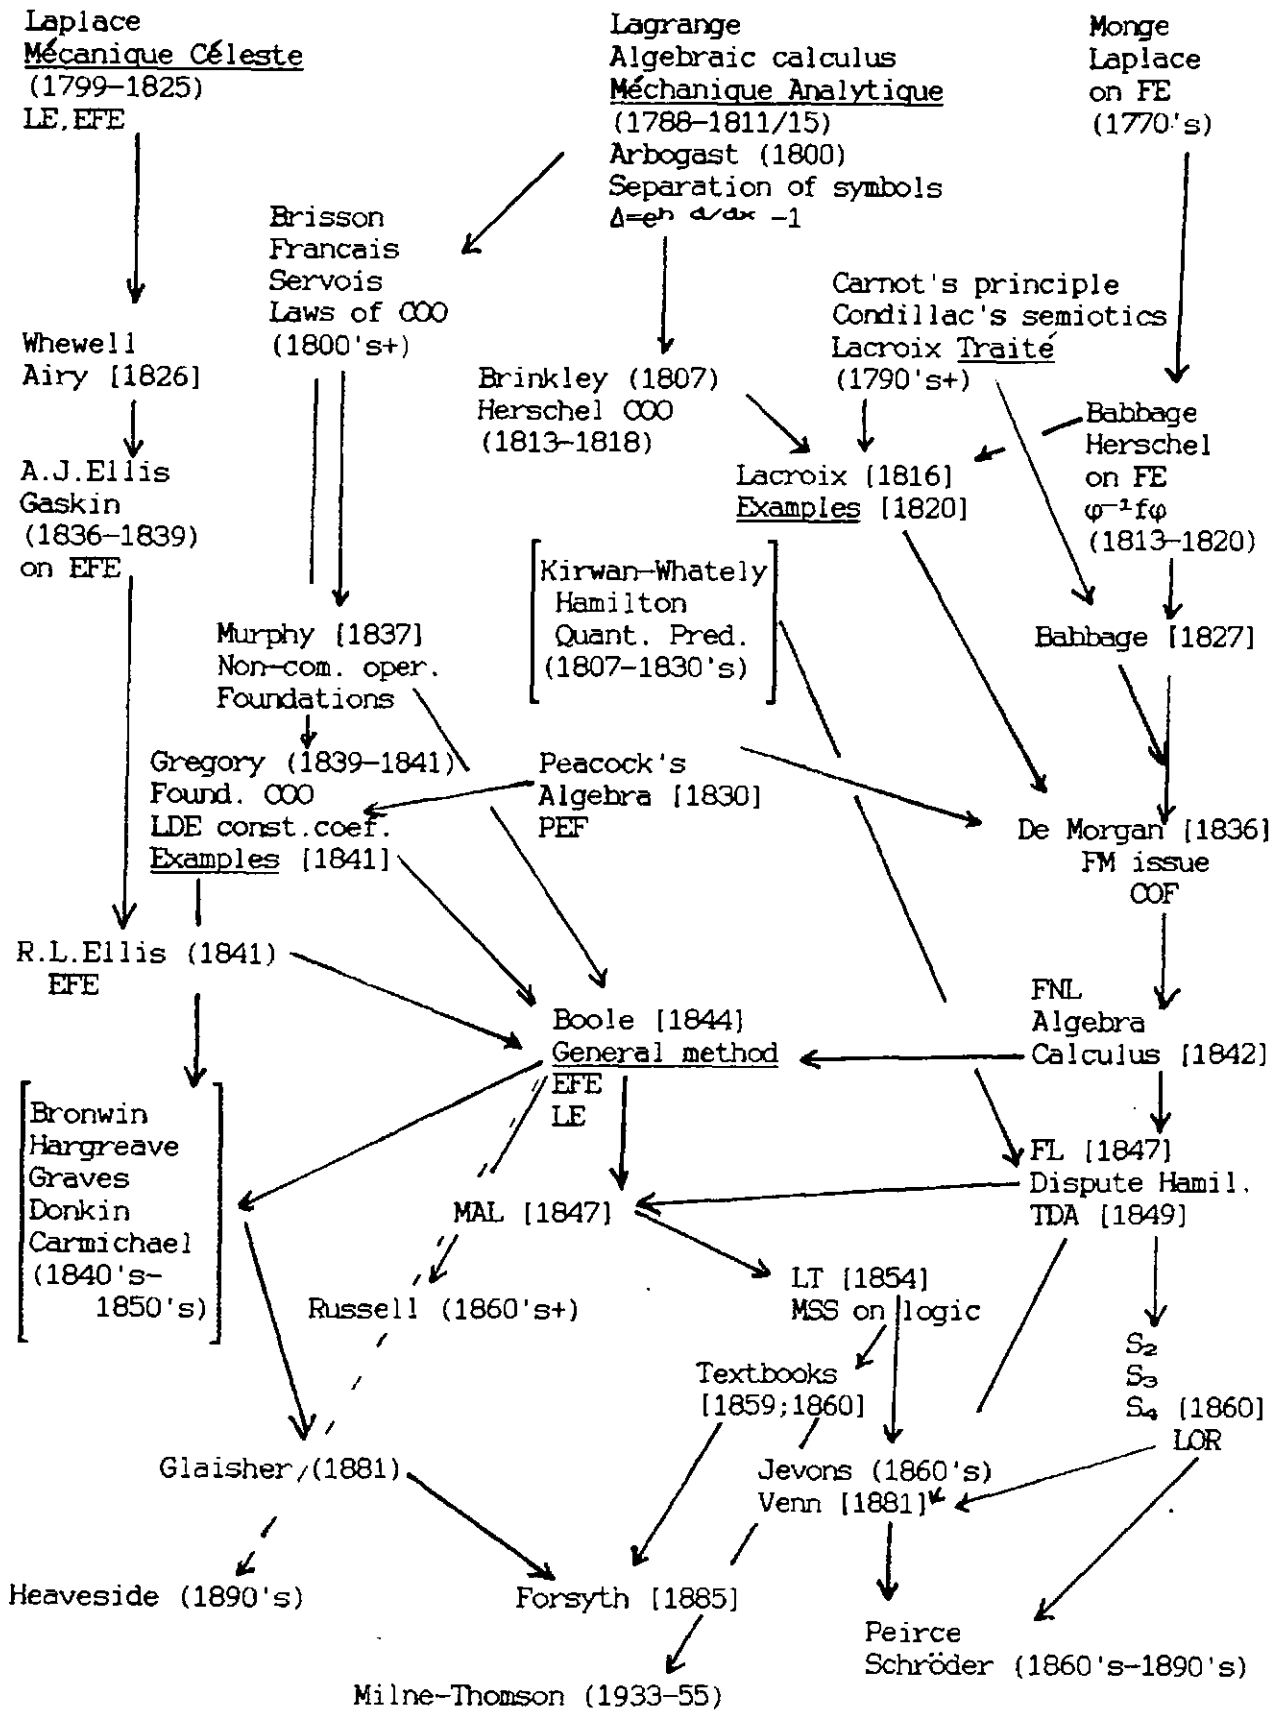 Laplace
Mécanique Céleste
(1799-1825)
LE,EFE
Lagrange
Algebraic calculus
Méchanique Analytique
(1788-1811/15)
Arbogast (1800)
Separation of symbols
Δ=eʰ ᵈ/ᵈˣ -1
Monge
Laplace
on FE
(1770's)
Brisson
Francais
Servois
Laws of COO
(1800's+)
Carnot's principle
Condillac's semiotics
Lacroix Traité
(1790's+)
Whewell
Airy [1826]
Brinkley (1807)
Herschel COO
(1813-1818)
Babbage
Herschel
on FE
φ⁻¹fφ
(1813-1820)
A.J.Ellis
Gaskin
(1836-1839)
on EFE
Lacroix [1816]
Examples [1820]
Kirwan-Whately
Hamilton
Quant. Pred.
(1807-1830's)
Murphy [1837]
Non-com. oper.
Foundations
Babbage [1827]
Gregory (1839-1841)
Found. COO
LDE const.coef.
Examples [1841]
Peacock's
Algebra [1830]
PEF
De Morgan [1836]
FM issue
COF
R.L.Ellis (1841)
EFE
Boole [1844]
General method
EFE
LE
FNL
Algebra
Calculus [1842]
Bronwin
Hargreave
Graves
Donkin
Carmichael
(1840's-
1850's)
MAL [1847]
FL [1847]
Dispute Hamil.
TDA [1849]
Russell (1860's+)
LT [1854]
MSS on logic
S₂
S₃
S₄ [1860]
LOR
Textbooks
[1859;1860]
Glaisher (1881)
Jevons (1860's)
Venn [1881]
Heaveside (1890's)
Forsyth [1885]
Peirce
Schröder (1860's-1890's)
Milne-Thomson (1933-55)